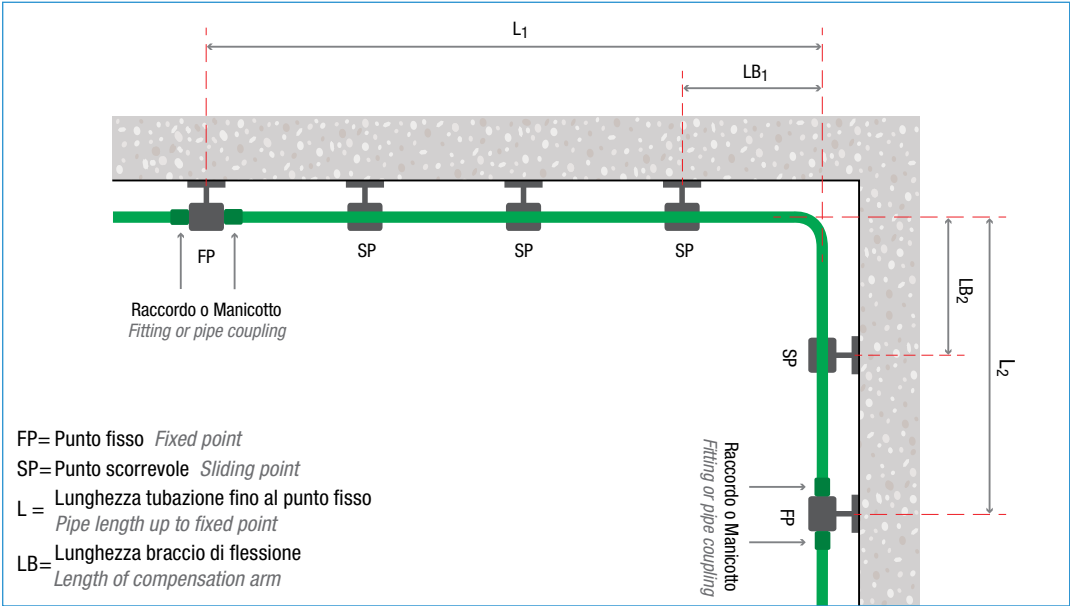 L1
LB1
FP
SP
SP
SP
Raccordo o Manicotto
Fitting or pipe coupling
LB2
L2
SP
FP
Raccordo o Manicotto
Fitting or pipe coupling
FP= Punto fisso Fixed point
SP= Punto scorrevole Sliding point
L = Lunghezza tubazione fino al punto fisso
Pipe length up to fixed point
LB= Lunghezza braccio di flessione
Length of compensation arm